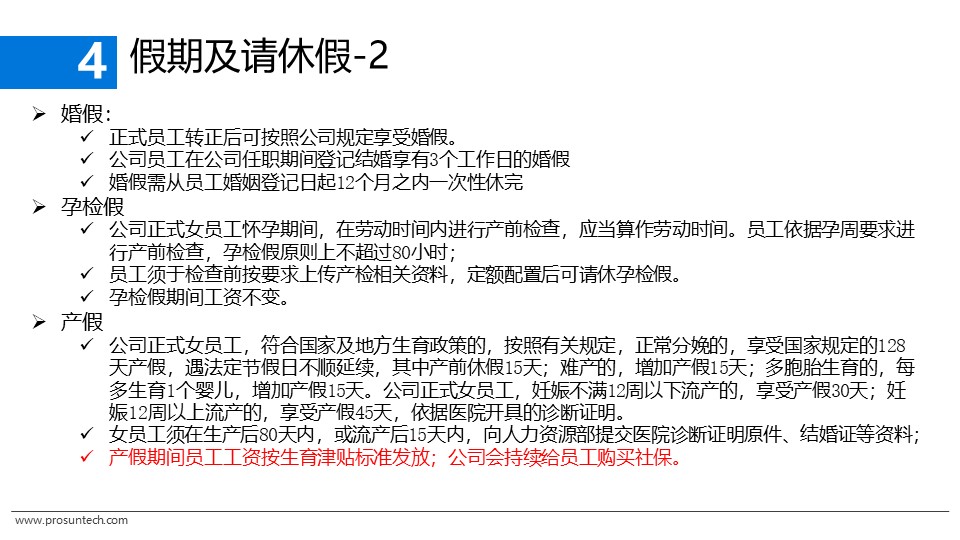 4 假期及请休假-2
婚假：
正式员工转正后可按照公司规定享受婚假。
公司员工在公司任职期间登记结婚享有3个工作日的婚假
婚假需从员工婚姻登记日起12个月之内一次性休完
孕检假
公司正式女员工怀孕期间，在劳动时间内进行产前检查，应当算作劳动时间。员工依据孕周要求进
行产前检查，孕检假原则上不超过80小时；
员工须于检查前按要求上传产检相关资料，定额配置后可请休孕检假。
孕检假期间工资不变。
产假
公司正式女员工，符合国家及地方生育政策的，按照有关规定，正常分娩的，享受国家规定的128
天产假，遇法定节假日不顺延续，其中产前休假15天；难产的，增加产假15天；多胞胎生育的，每
多生育1个婴儿，增加产假15天。公司正式女员工，妊娠不满12周以下流产的，享受产假30天；妊
娠12周以上流产的，享受产假45天，依据医院开具的诊断证明。
女员工须在生产后80天内，或流产后15天内，向人力资源部提交医院诊断证明原件、结婚证等资料；
产假期间员工工资按生育津贴标准发放；公司会持续给员工购买社保。
www.prosuntech.com